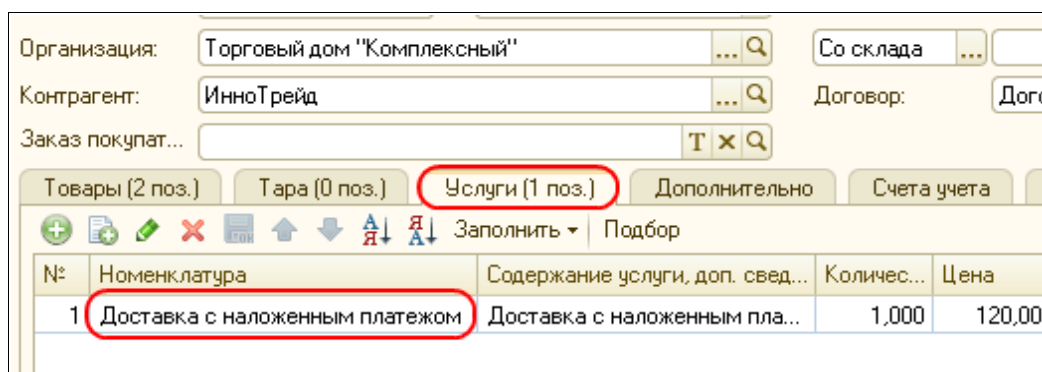 Организация: Торговый дом "Комплексный" ... Со склада ...
Контрагент: ИнноТрейд ... Договор: Дого
Заказ покупат... T
Товары (2 поз.) Тара (0 поз.) Услуги (1 поз.) Дополнительно Счета учета
Заполнить Подбор
№ Номенклатура Содержание услуги, доп. свед... Количес... Цена
1 Доставка с наложенным платежом Доставка с наложенным пла... 1,000 120,00